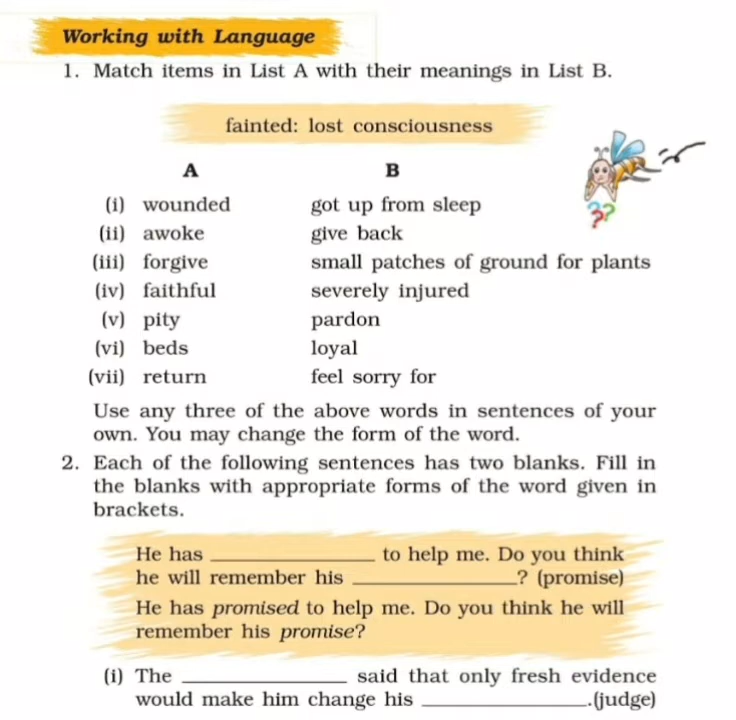 Working with Language
1. Match items in List A with their meanings in List B.
fainted: lost consciousness
A B
(i) wounded got up from sleep
(ii) awoke give back
(iii) forgive small patches of ground for plants
(iv) faithful severely injured
(v) pity pardon
(vi) beds loyal
(vii) return feel sorry for
Use any three of the above words in sentences of your
own. You may change the form of the word.
2. Each of the following sentences has two blanks. Fill in
the blanks with appropriate forms of the word given in
brackets.
He has _______________ to help me. Do you think
he will remember his _______________? (promise)
He has promised to help me. Do you think he will
remember his promise?
(i) The _______________ said that only fresh evidence
would make him change his _______________.(judge)
??